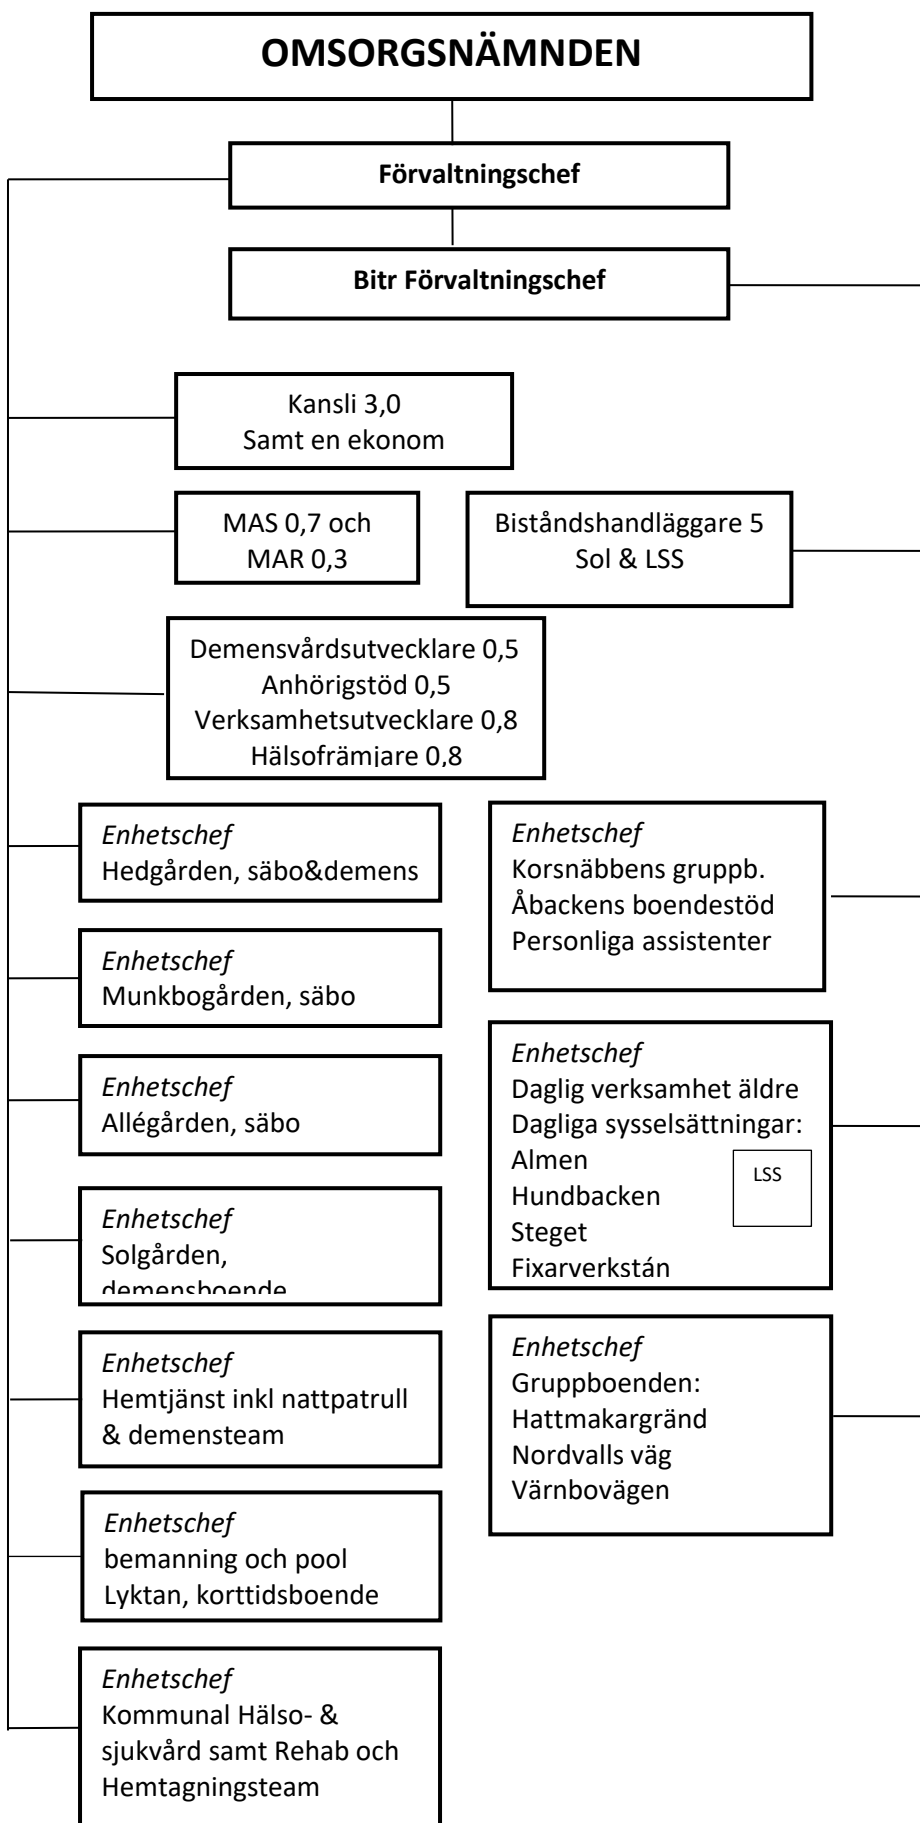 OMSORGSNÄMNDEN
Förvaltningschef
Bitr Förvaltningschef
Kansli 3,0
Samt en ekonom
MAS 0,7 och
MAR 0,3
Biståndshandläggare 5
Sol & LSS
Demensvårdsutvecklare 0,5
Anhörigstöd 0,5
Verksamhetsutvecklare 0,8
Hälsofrämjare 0,8
Enhetschef
Hedgården, säbo&demens
Enhetschef
Munkbogården, säbo
Enhetschef
Allégården, säbo
Enhetschef
Solgården,
demensboende
Enhetschef
Hemtjänst inkl nattpatrull
& demensteam
Enhetschef
bemanning och pool
Lyktan, korttidsboende
Enhetschef
Kommunal Hälso- &
sjukvård samt Rehab och
Hemtagningsteam
Enhetschef
Korsnäbbens gruppb.
Åbackens boendestöd
Personliga assistenter
Enhetschef
Daglig verksamhet äldre
Dagliga sysselsättningar:
Almen
LSS
Hundbacken
Steget
Fixarverkstán
Enhetschef
Gruppboenden:
Hattmakargränd
Nordvalls väg
Värnbovägen